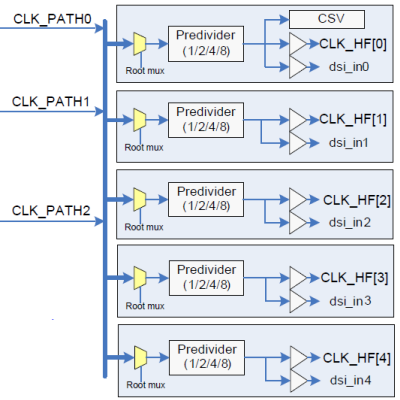 CLK_PATH0
CSV
Predivider
(1/2/4/8)
CLK_HF[0]
dsi_in0
Root mux
CLK_PATH1
Predivider
(1/2/4/8)
CLK_HF[1]
dsi_in1
Root mux
CLK_PATH2
Predivider
(1/2/4/8)
CLK_HF[2]
dsi_in2
Root mux
Predivider
(1/2/4/8)
CLK_HF[3]
dsi_in3
Root mux
Predivider
(1/2/4/8)
CLK_HF[4]
dsi_in4
Root mux